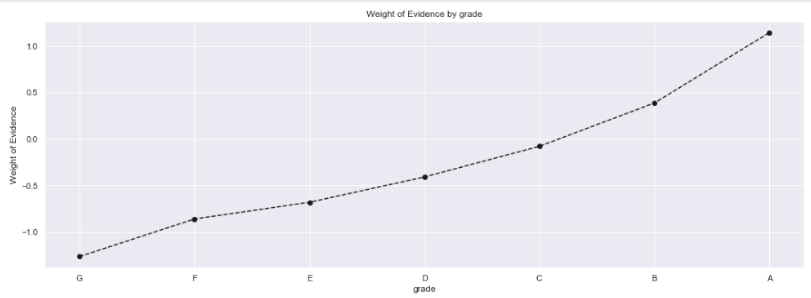 Weight of Evidence by grade
Weight of Evidence
1.0
0.5
0.0
−0.5
−1.0
G F E D C B A
grade